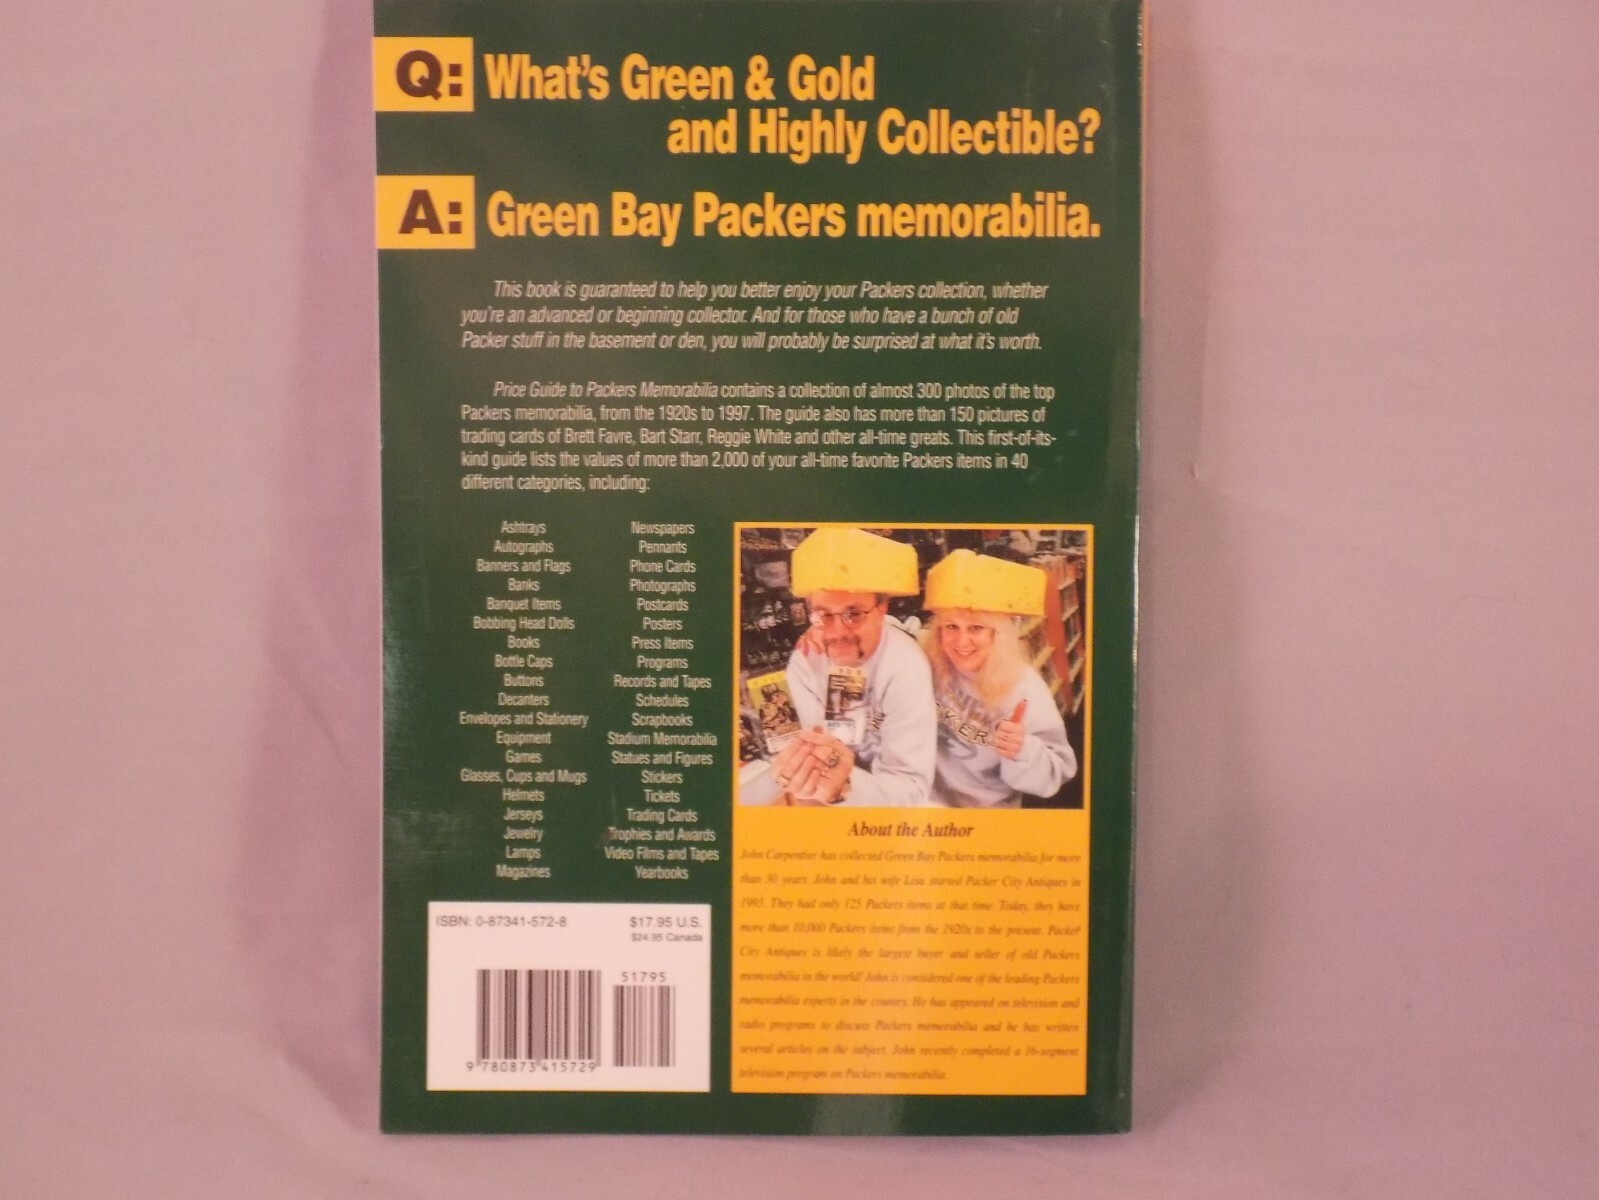 Q: What's Green & Gold
and Highly Collectible?
A: Green Bay Packers memorabilia.
This book is guaranteed to help you better enjoy your Packers collection, whether
you're an advanced or beginning collector. And for those who have a bunch of old
Packer stuff in the basement or den, you will probably be surprised at what it's worth.
Price Guide to Packers Memorabilia contains a collection of almost 300 photos of the top
Packers memorabilia, from the 1920s to 1997. The guide also has more than 150 pictures of
trading cards of Brett Favre, Bart Starr, Reggie White and other all-time greats. This first-of-its-
kind guide lists the values of more than 2,000 of your all-time favorite Packers items in 40
different categories, including:
Ashtrays
Autographs
Banners and Flags
Banks
Banquet Items
Bobbing Head Dolls
Books
Bottle Caps
Buttons
Decanters
Envelopes and Stationery
Equipment
Games
Glasses, Cups and Mugs
Helmets
Jerseys
Jewelry
Lamps
Magazines
Newspapers
Pennants
Phone Cards
Photographs
Postcards
Posters
Press Items
Programs
Records and Tapes
Schedules
Scrapbooks
Stadium Memorabilia
Statues and Figures
Stickers
Tickets
Trading Cards
Trophies and Awards
Video Films and Tapes
Yearbooks
About the Author
John Carpentier has collected Green Bay Packers memorabilia for more
than 30 years. John and his wife Lisa started Packer City Antiques in
1993. They had only 125 Packers items at that time. Today, they have
more than 10,000 Packers items from the 1920s to the present. Packer
City Antiques is likely the largest buyer and seller of old Packers
memorabilia in the world! John is considered one of the leading Packers
memorabilia experts in the country. He has appeared on television and
radio programs to discuss Packers memorabilia and he has written
several articles on the subject. John recently completed a 16-segment
television program on Packers memorabilia.
ISBN: 0-87341-572-8
$17.95 U.S.
$24.95 Canada
51795
9 780873 415729